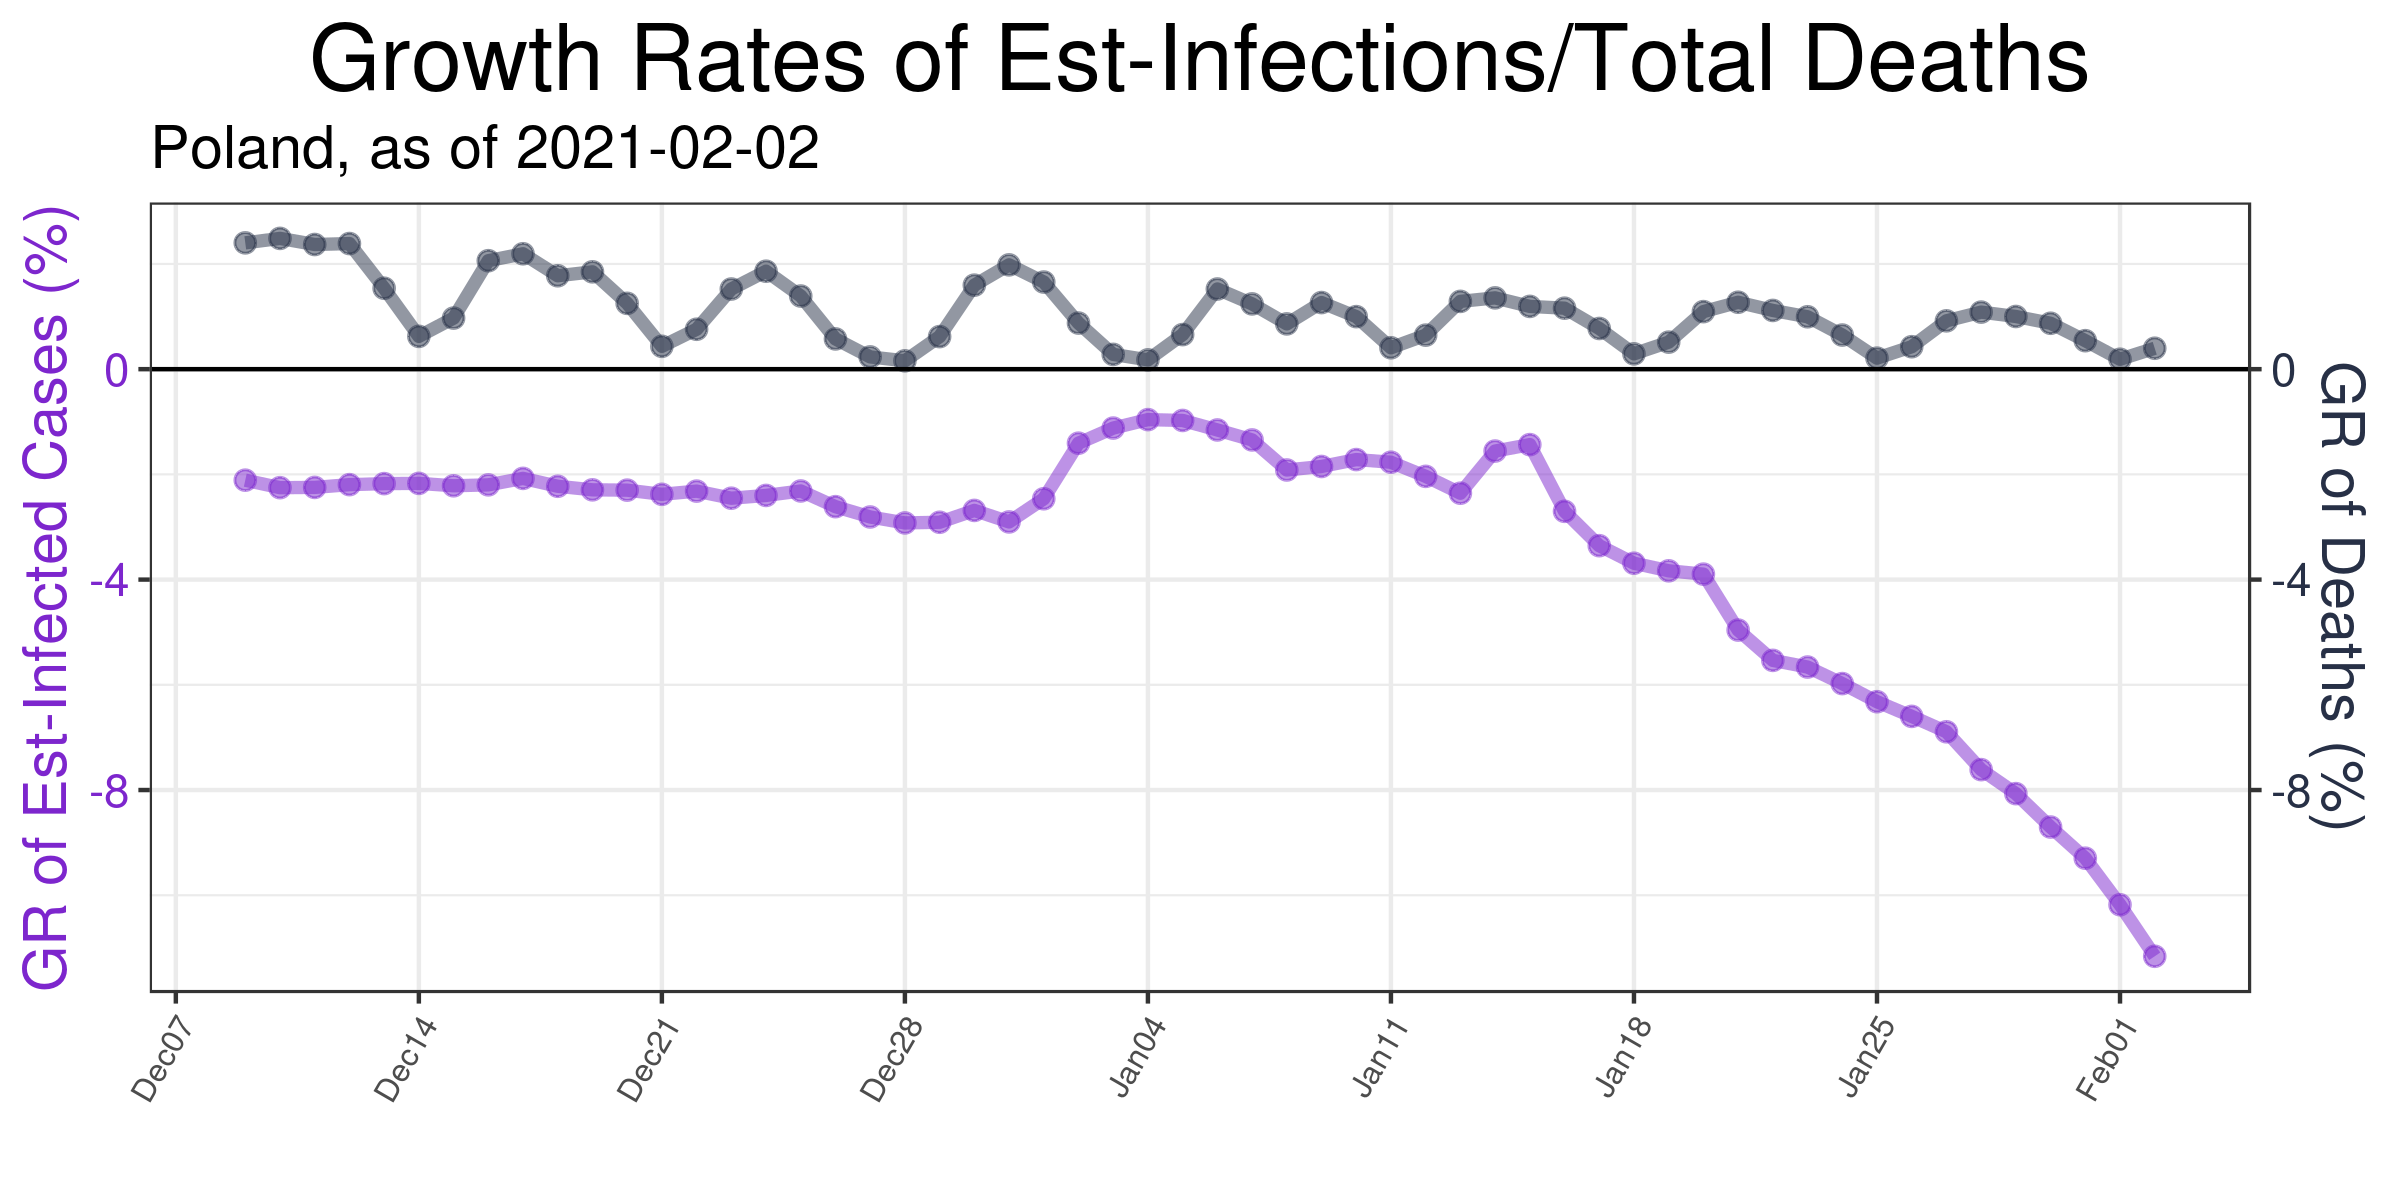 Growth Rates of Est-Infections/Total Deaths
Poland, as of 2021-02-02
GR of Est-Infected Cases (%)
0
-4
-8
0
-4
-8
GR of Deaths (%)
Dec07
Dec14
Dec21
Dec28
Jan04
Jan11
Jan18
Jan25
Feb01